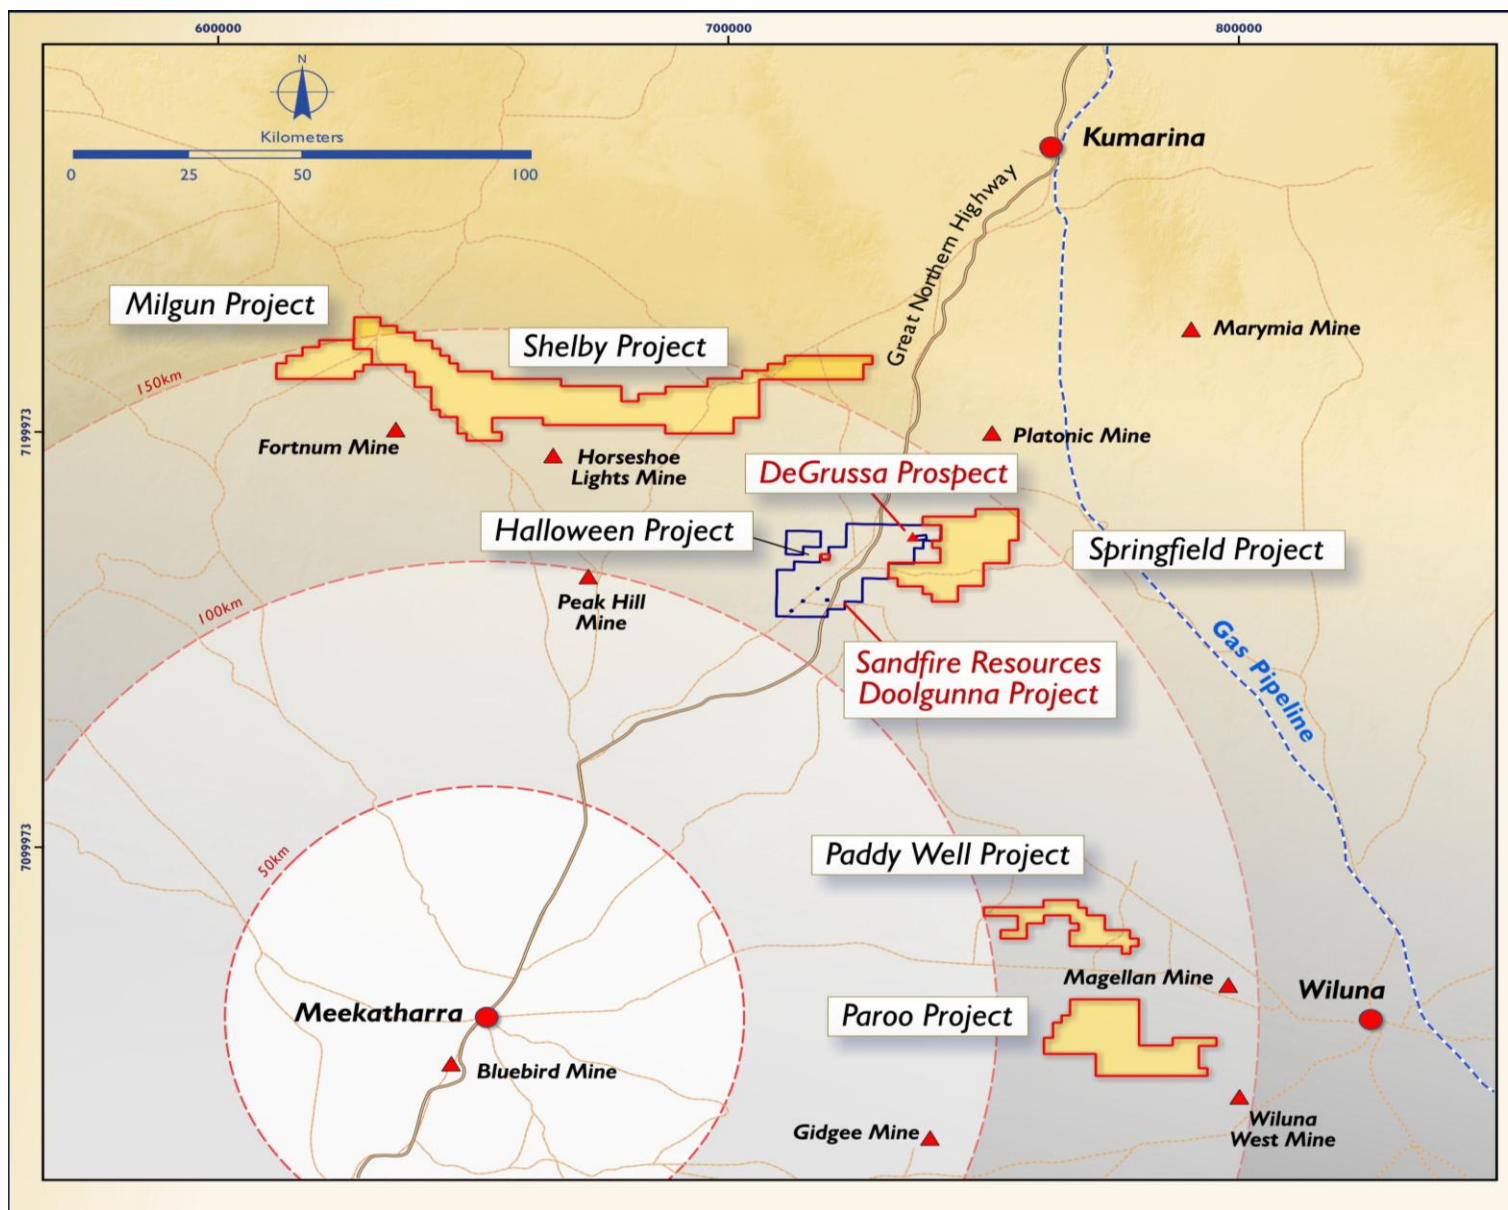 600000
700000
800000
N
Kilometers
0 25 50 100
Kumarina
Great Northern Highway
Milgun Project
Shelby Project
Marymia Mine
150km
7199973
Fortnum Mine
Horseshoe
Lights Mine
Platonic Mine
DeGrussa Prospect
Halloween Project
Springfield Project
100km
Peak Hill
Mine
Sandfire Resources
Doolgunna Project
Gas Pipeline
7099973
50km
Paddy Well Project
Magellan Mine
Wiluna
Meekatharra
Paroo Project
Bluebird Mine
Gidgee Mine
Wiluna
West Mine